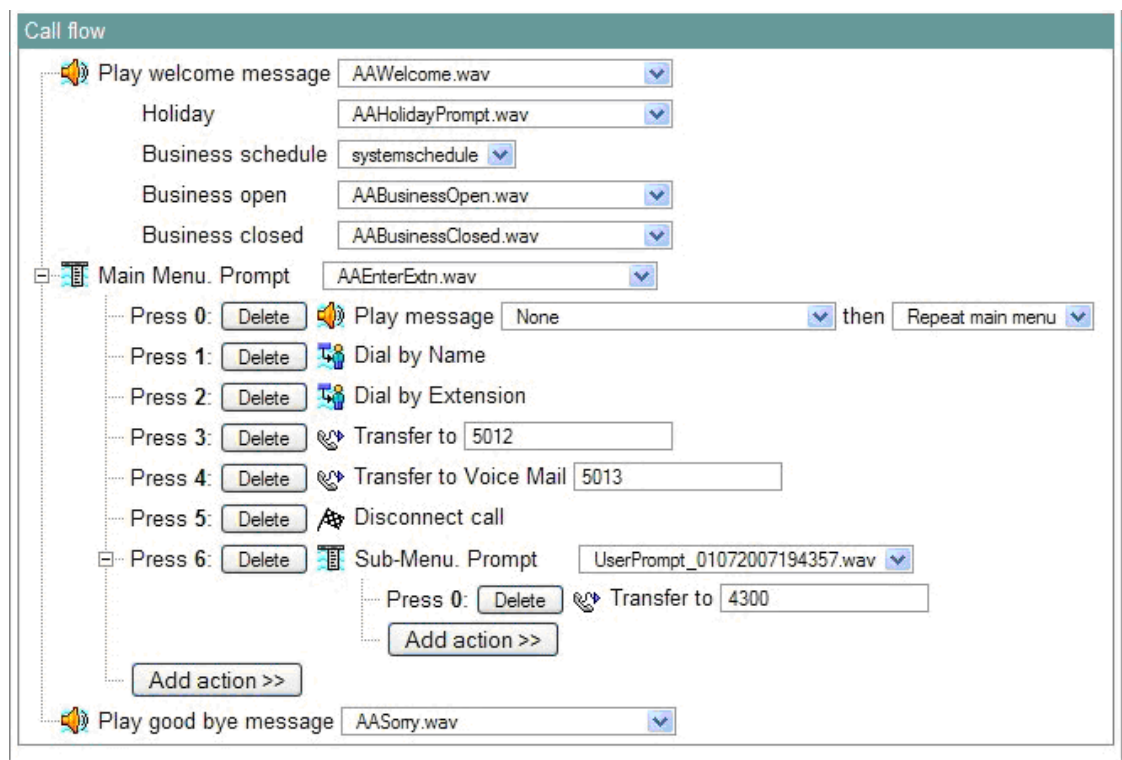 Call flow
Play welcome message AAWelcome.wav
Holiday AAHolidayPrompt.wav
Business schedule systemschedule
Business open AABusinessOpen.wav
Business closed AABusinessClosed.wav
Main Menu. Prompt AAEnterExtn.wav
Press 0: Delete Play message None then Repeat main menu
Press 1: Delete Dial by Name
Press 2: Delete Dial by Extension
Press 3: Delete Transfer to 5012
Press 4: Delete Transfer to Voice Mail 5013
Press 5: Delete Disconnect call
Press 6: Delete Sub-Menu. Prompt UserPrompt_01072007194357.wav
Press 0: Delete Transfer to 4300
Add action >>
Add action >>
Play good bye message AASorry.wav